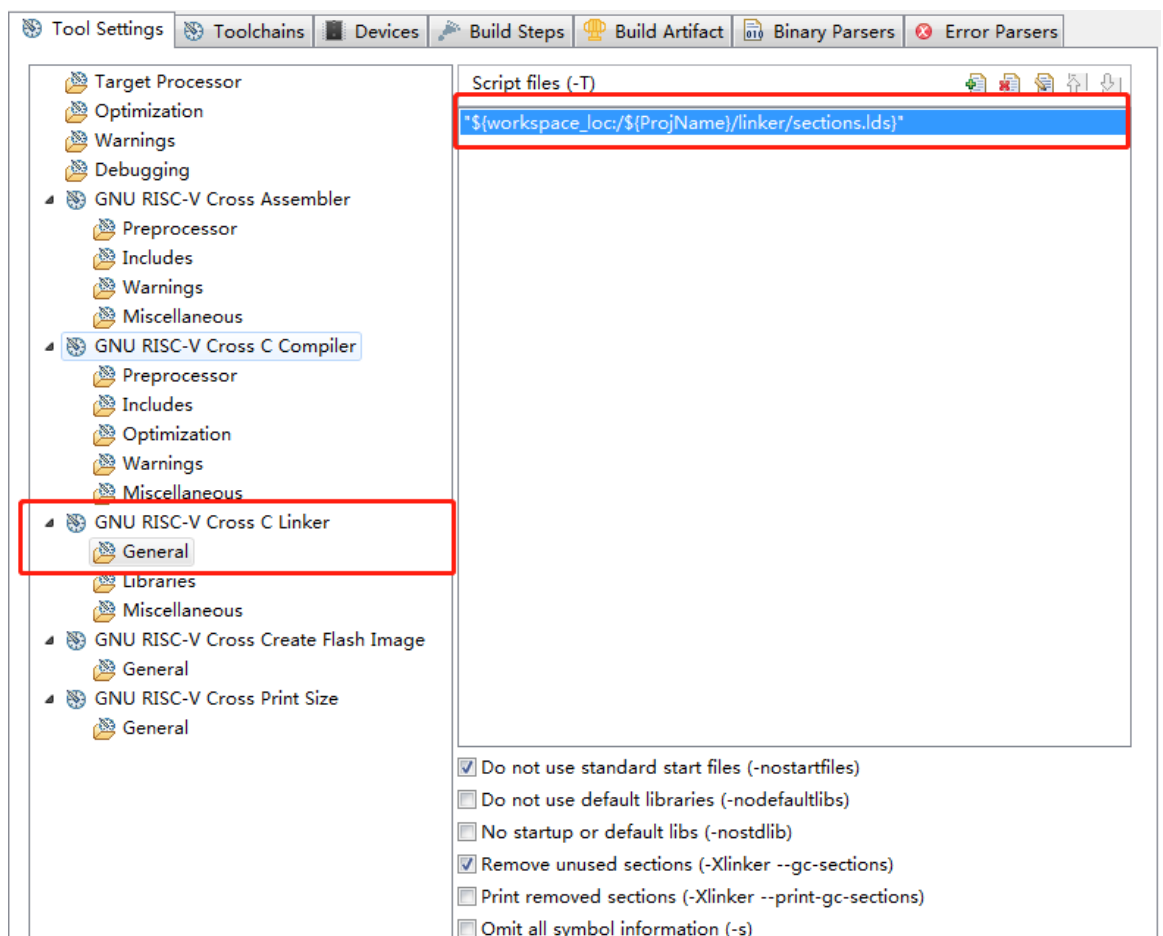 Tool Settings Toolchains Devices Build Steps Build Artifact Binary Parsers Error Parsers
Target Processor
Optimization
Warnings
Debugging
GNU RISC-V Cross Assembler
Preprocessor
Includes
Warnings
Miscellaneous
GNU RISC-V Cross C Compiler
Preprocessor
Includes
Optimization
Warnings
Miscellaneous
GNU RISC-V Cross C Linker
General
Libraries
Miscellaneous
GNU RISC-V Cross Create Flash Image
General
GNU RISC-V Cross Print Size
General
Script files (-T)
"${workspace_loc:/${ProjName}/linker/sections.lds}"
Do not use standard start files (-nostartfiles)
Do not use default libraries (-nodefaultlibs)
No startup or default libs (-nostdlib)
Remove unused sections (-Xlinker --gc-sections)
Print removed sections (-Xlinker --print-gc-sections)
Omit all symbol information (-s)